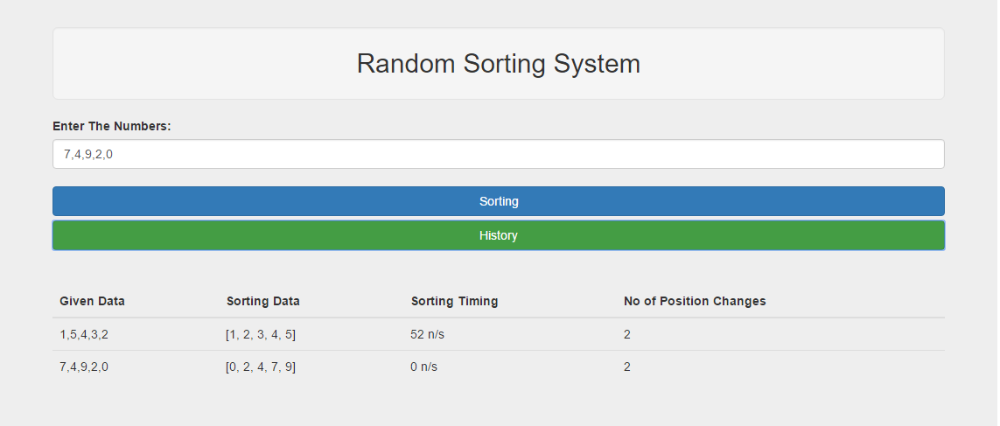 Random Sorting System
Enter The Numbers:
7,4,9,2,0
Sorting
History
Given Data Sorting Data Sorting Timing No of Position Changes
1,5,4,3,2 [1, 2, 3, 4, 5] 52 n/s 2
7,4,9,2,0 [0, 2, 4, 7, 9] 0 n/s 2